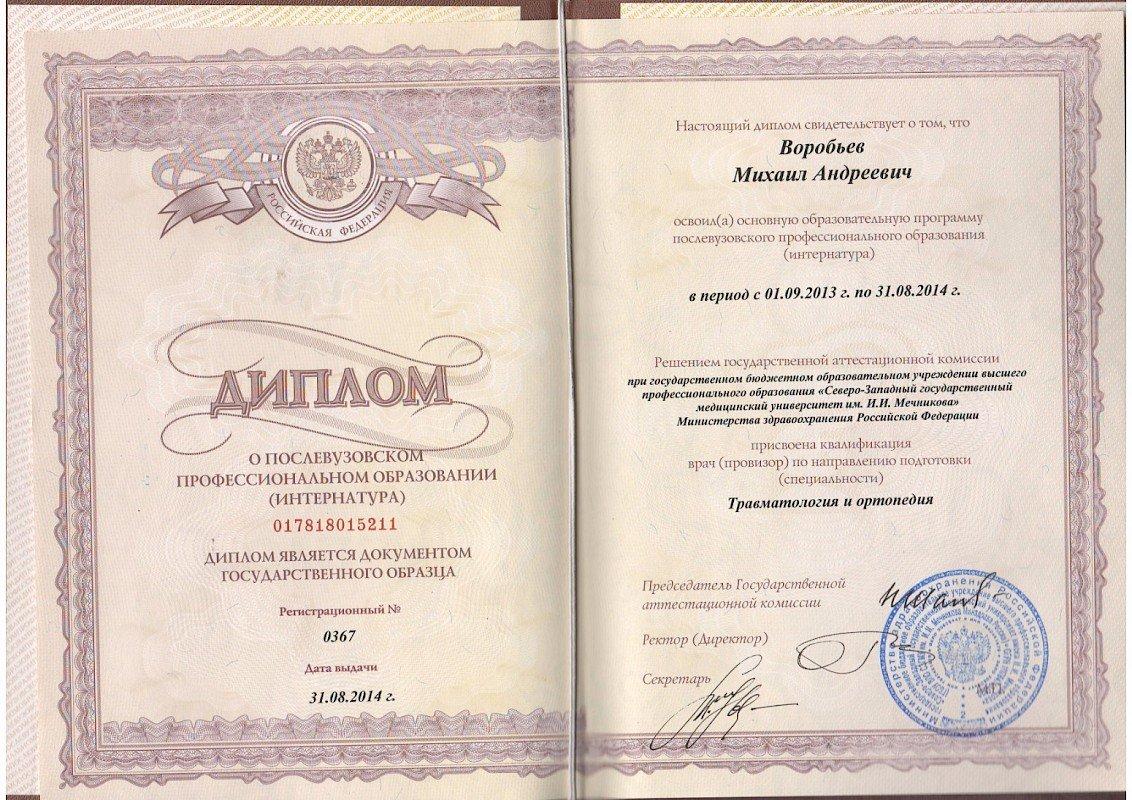 РОССИЙСКАЯ ФЕДЕРАЦИЯ
ДИПЛОМ
О ПОСЛЕВУЗОВСКОМ
ПРОФЕССИОНАЛЬНОМ ОБРАЗОВАНИИ
(ИНТЕРНАТУРА)
017818015211
ДИПЛОМ ЯВЛЯЕТСЯ ДОКУМЕНТОМ
ГОСУДАРСТВЕННОГО ОБРАЗЦА
Регистрационный №
0367
Дата выдачи
31.08.2014 г.
Настоящий диплом свидетельствует о том, что
Воробьев
Михаил Андреевич
освоил(а) основную образовательную программу
послевузовского профессионального образования
(интернатура)
в период с 01.09.2013 г. по 31.08.2014 г.
Решением государственной аттестационной комиссии
при государственном бюджетном образовательном учреждении высшего
профессионального образования «Северо-Западный государственный
медицинский университет им. И.И. Мечникова»
Министерства здравоохранения Российской Федерации
присвоена квалификация
врач (провизор) по направлению подготовки
(специальности)
Травматология и ортопедия
Председатель Государственной
аттестационной комиссии
Ректор (Директор)
Секретарь
М.П.